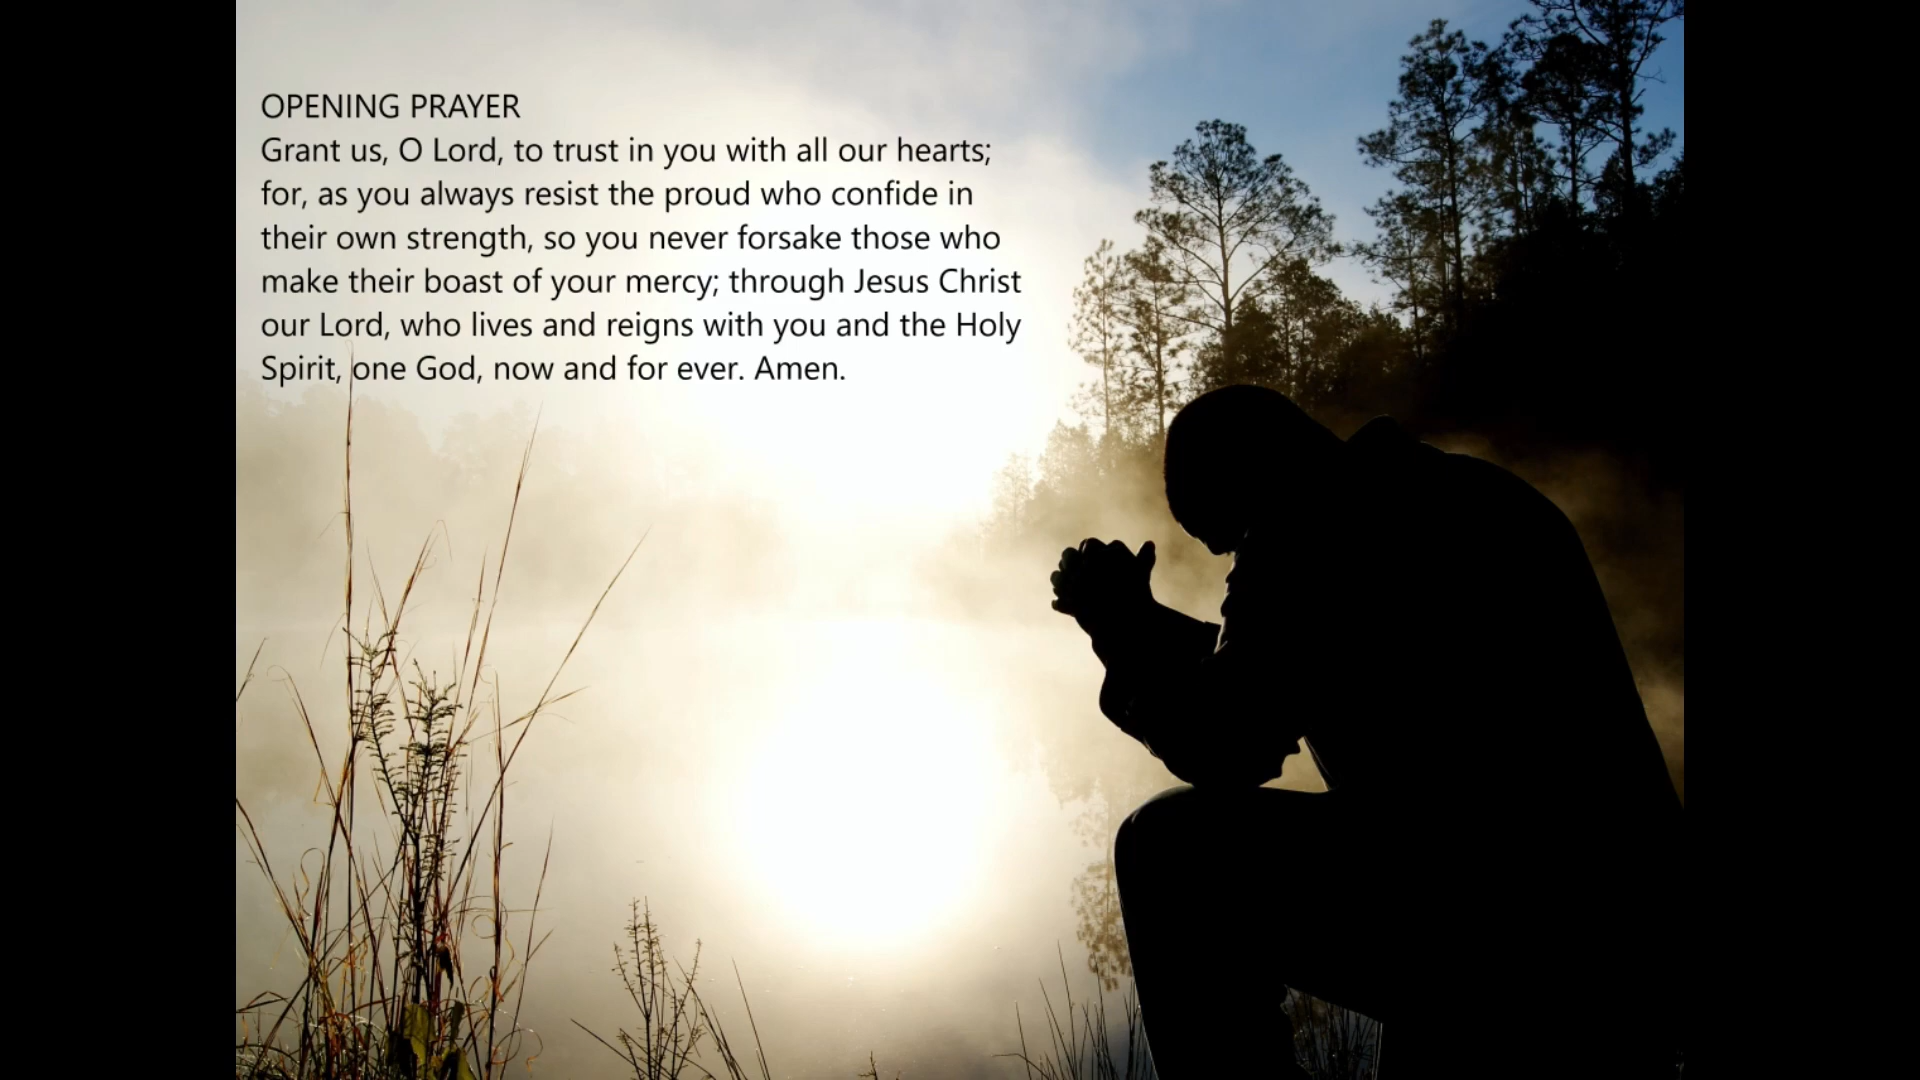 OPENING PRAYER
Grant us, O Lord, to trust in you with all our hearts;
for, as you always resist the proud who confide in
their own strength, so you never forsake those who
make their boast of your mercy; through Jesus Christ
our Lord, who lives and reigns with you and the Holy
Spirit, one God, now and for ever. Amen.